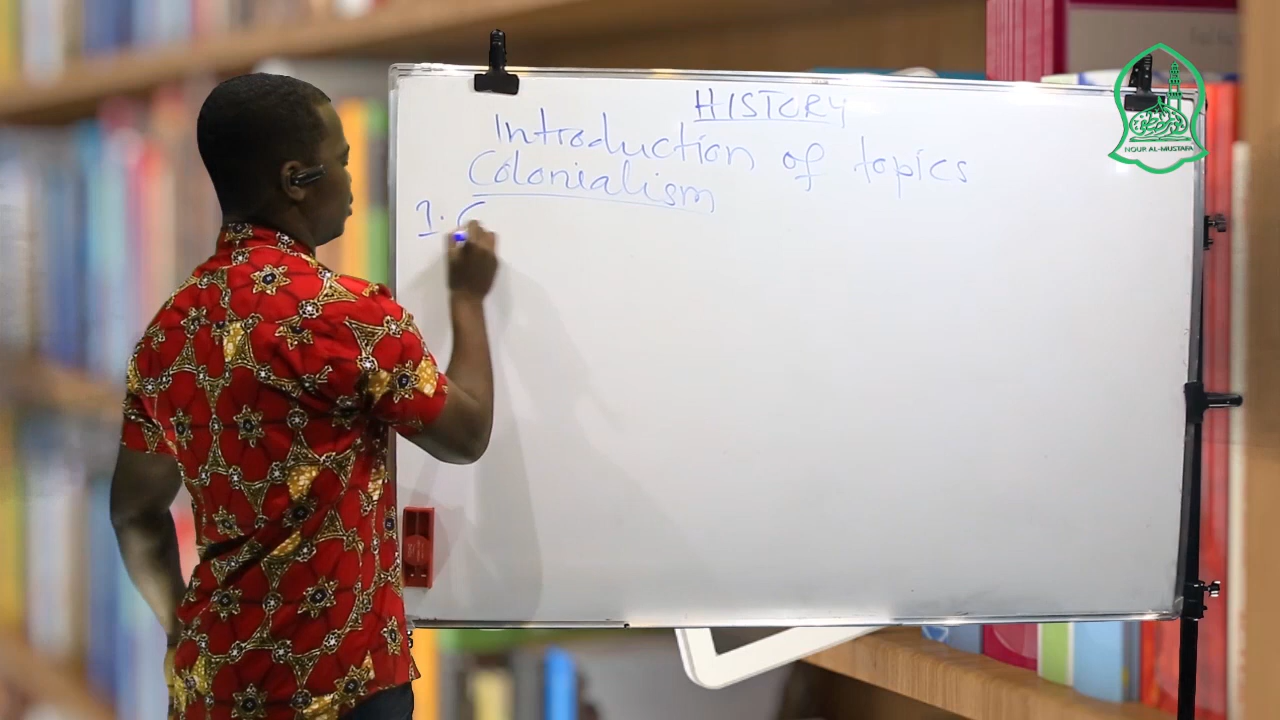 HISTORY
Introduction of topics
Colonialism
1. C
NOUR AL-MUSTAFA